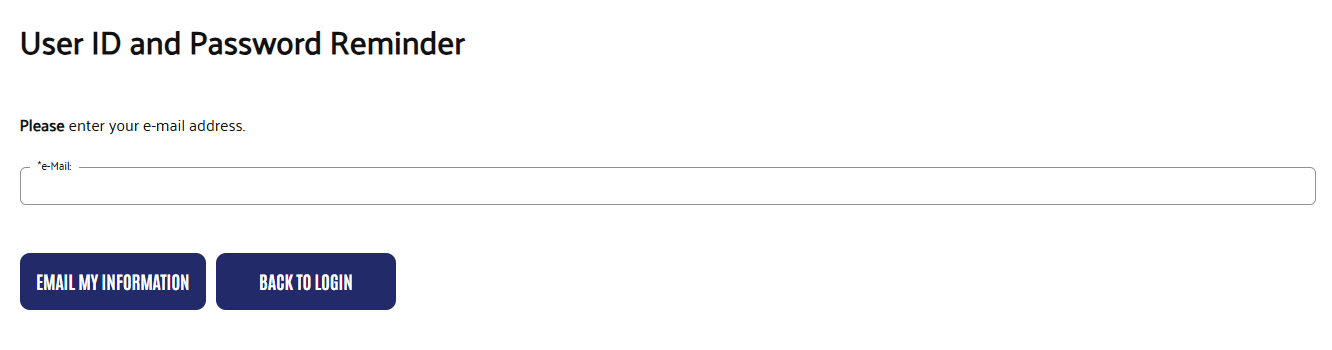 User ID and Password Reminder
Please enter your e-mail address.
*e-Mail:
EMAIL MY INFORMATION
BACK TO LOGIN